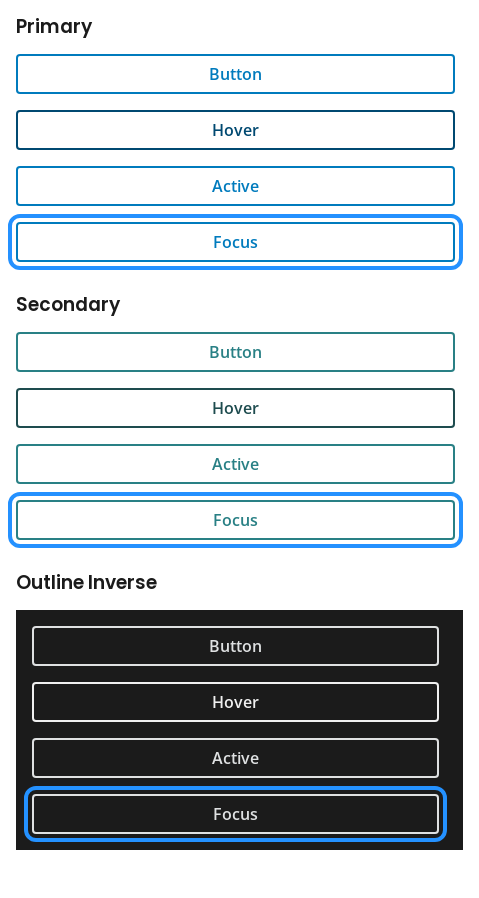 Primary
Button
Hover
Active
Focus
Secondary
Button
Hover
Active
Focus
Outline Inverse
Button
Hover
Active
Focus